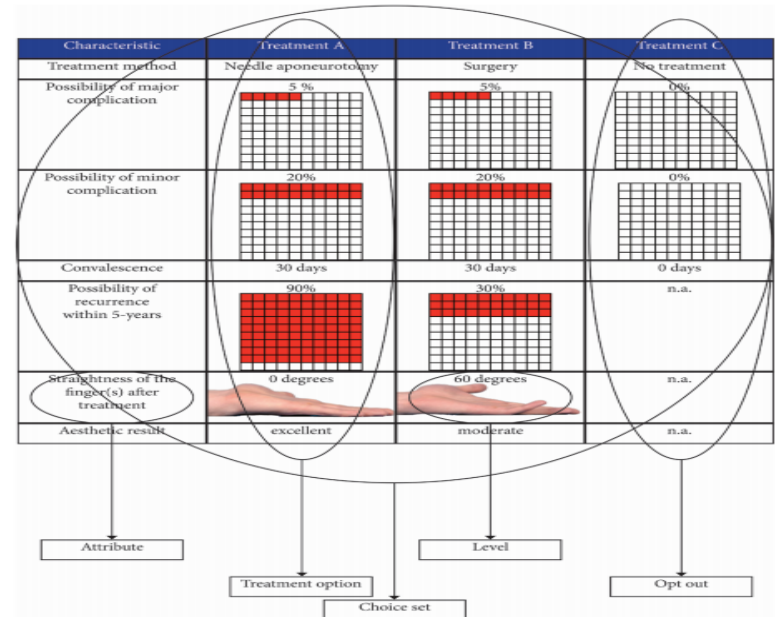 Characteristic Treatment A Treatment B Treatment C
Treatment method Needle aponeurotomy Surgery No treatment
Possibility of major
complication
5 % 5% 0%
Possibility of minor
complication
20% 20% 0%
Convalescence 30 days 30 days 0 days
Possibility of
recurrence
within 5-years
90% 30% n.a.
Straightness of the
finger(s) after
treatment
0 degrees 60 degrees n.a.
Aesthetic result excellent moderate n.a.
Attribute
Level
Treatment option
Opt out
Choice set